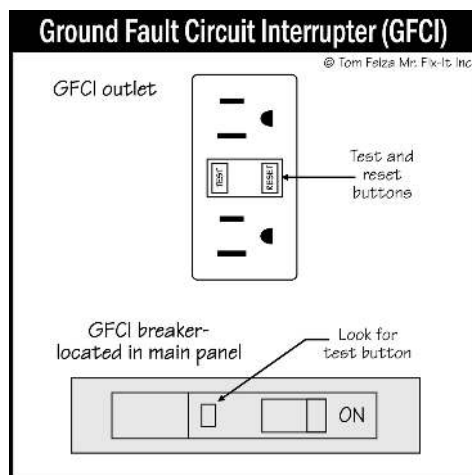 Ground Fault Circuit Interrupter (GFCI)
© Tom Feiza Mr. Fix-It Inc
GFCI outlet
TEST
RESET
Test and
reset
buttons
GFCI breaker-
located in main panel
Look for
test button
ON